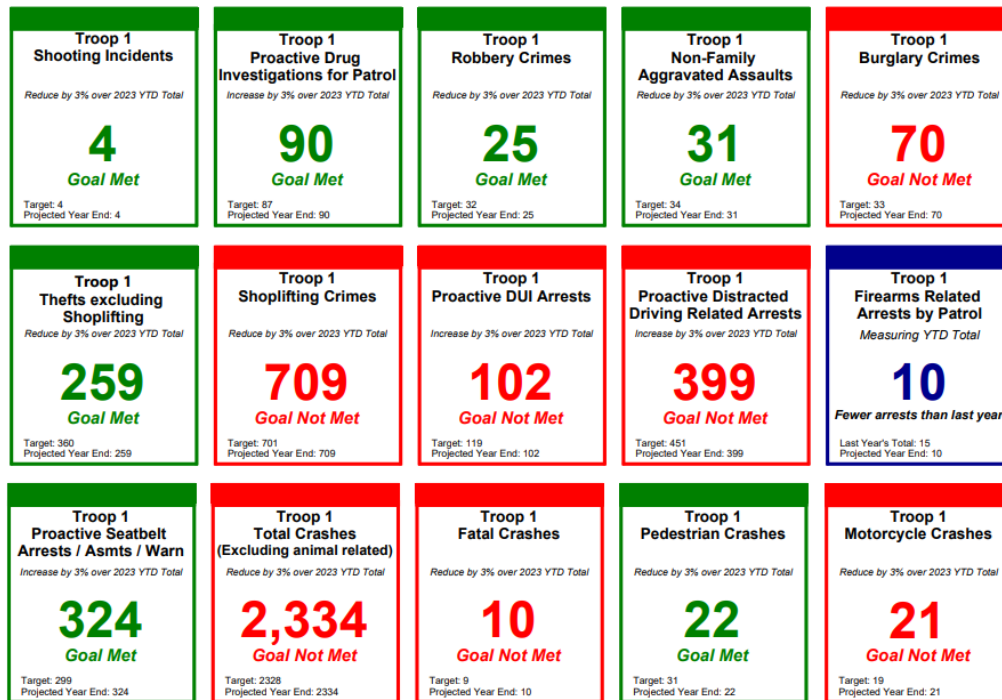 Troop 1
Shooting Incidents
Reduce by 3% over 2023 YTD Total
4
Goal Met
Target: 4
Projected Year End: 4
Troop 1
Proactive Drug
Investigations for Patrol
Increase by 3% over 2023 YTD Total
90
Goal Met
Target: 87
Projected Year End: 90
Troop 1
Robbery Crimes
Reduce by 3% over 2023 YTD Total
25
Goal Met
Target: 32
Projected Year End: 25
Troop 1
Non-Family
Aggravated Assaults
Reduce by 3% over 2023 YTD Total
31
Goal Met
Target: 34
Projected Year End: 31
Troop 1
Burglary Crimes
Reduce by 3% over 2023 YTD Total
70
Goal Not Met
Target: 33
Projected Year End: 70
Troop 1
Thefts excluding
Shoplifting
Reduce by 3% over 2023 YTD Total
259
Goal Met
Target: 360
Projected Year End: 259
Troop 1
Shoplifting Crimes
Reduce by 3% over 2023 YTD Total
709
Goal Not Met
Target: 701
Projected Year End: 709
Troop 1
Proactive DUI Arrests
Increase by 3% over 2023 YTD Total
102
Goal Not Met
Target: 119
Projected Year End: 102
Troop 1
Proactive Distracted
Driving Related Arrests
Increase by 3% over 2023 YTD Total
399
Goal Not Met
Target: 451
Projected Year End: 399
Troop 1
Firearms Related
Arrests by Patrol
Measuring YTD Total
10
Fewer arrests than last year
Last Year's Total: 15
Projected Year End: 10
Troop 1
Proactive Seatbelt
Arrests / Asmts / Warn
Increase by 3% over 2023 YTD Total
324
Goal Met
Target: 299
Projected Year End: 324
Troop 1
Total Crashes
(Excluding animal related)
Reduce by 3% over 2023 YTD Total
2,334
Goal Not Met
Target: 2328
Projected Year End: 2334
Troop 1
Fatal Crashes
Reduce by 3% over 2023 YTD Total
10
Goal Not Met
Target: 9
Projected Year End: 10
Troop 1
Pedestrian Crashes
Reduce by 3% over 2023 YTD Total
22
Goal Met
Target: 31
Projected Year End: 22
Troop 1
Motorcycle Crashes
Reduce by 3% over 2023 YTD Total
21
Goal Not Met
Target: 19
Projected Year End: 21